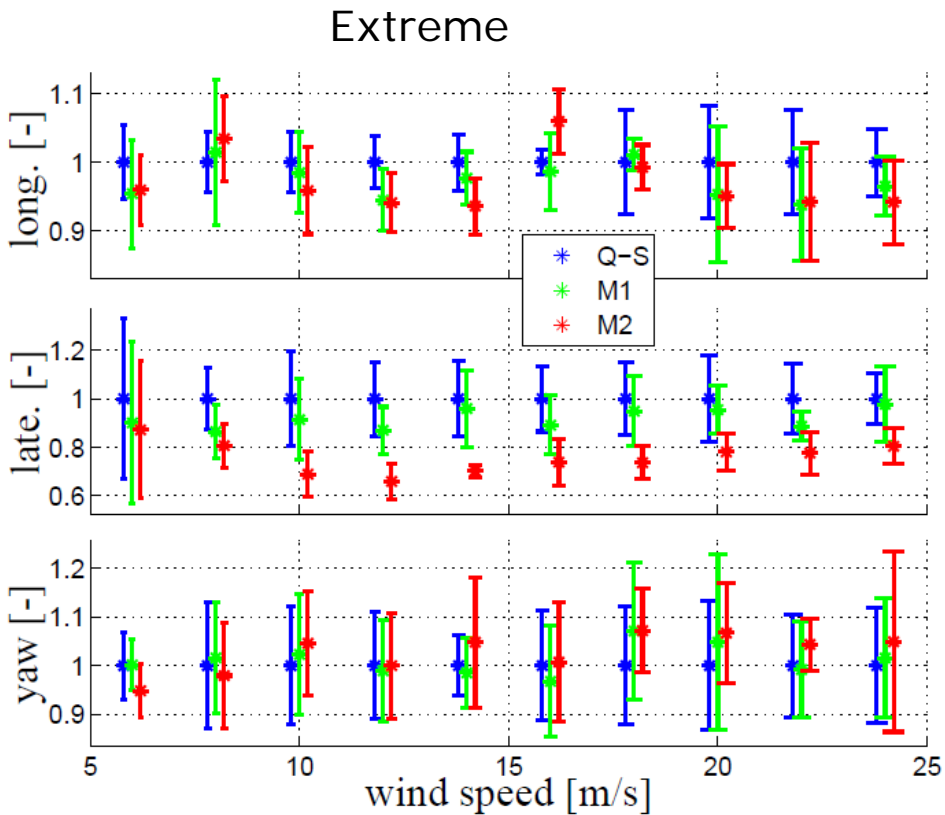 Extreme
long. [-]
1.1
1
0.9
Q-S
M1
M2
late. [-]
1.2
1
0.8
0.6
yaw [-]
1.2
1.1
1
0.9
5
10
15
20
25
wind speed [m/s]